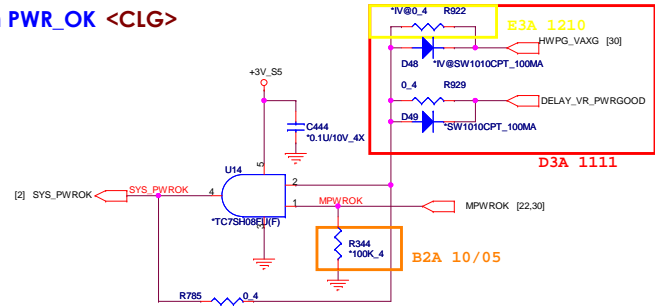 PWR_OK <CLG>
*IV@0_4 R922
E3A 1210
HWPG_VAXG [30]
D48 *IV@SW1010CPT_100MA
+3V_S5
0_4 R929
DELAY_VR_PWRGOOD
C444
*0.1U/10V_4X
D49
*SW1010CPT_100MA
D3A 1111
U14
5
2
[2] SYS_PWROK
SYS_PWROK
4
MPWROK
1
MPWROK [22,30]
*TC7SH08FU(F)
3
R344
*100K_4
B2A 10/05
R785 0_4